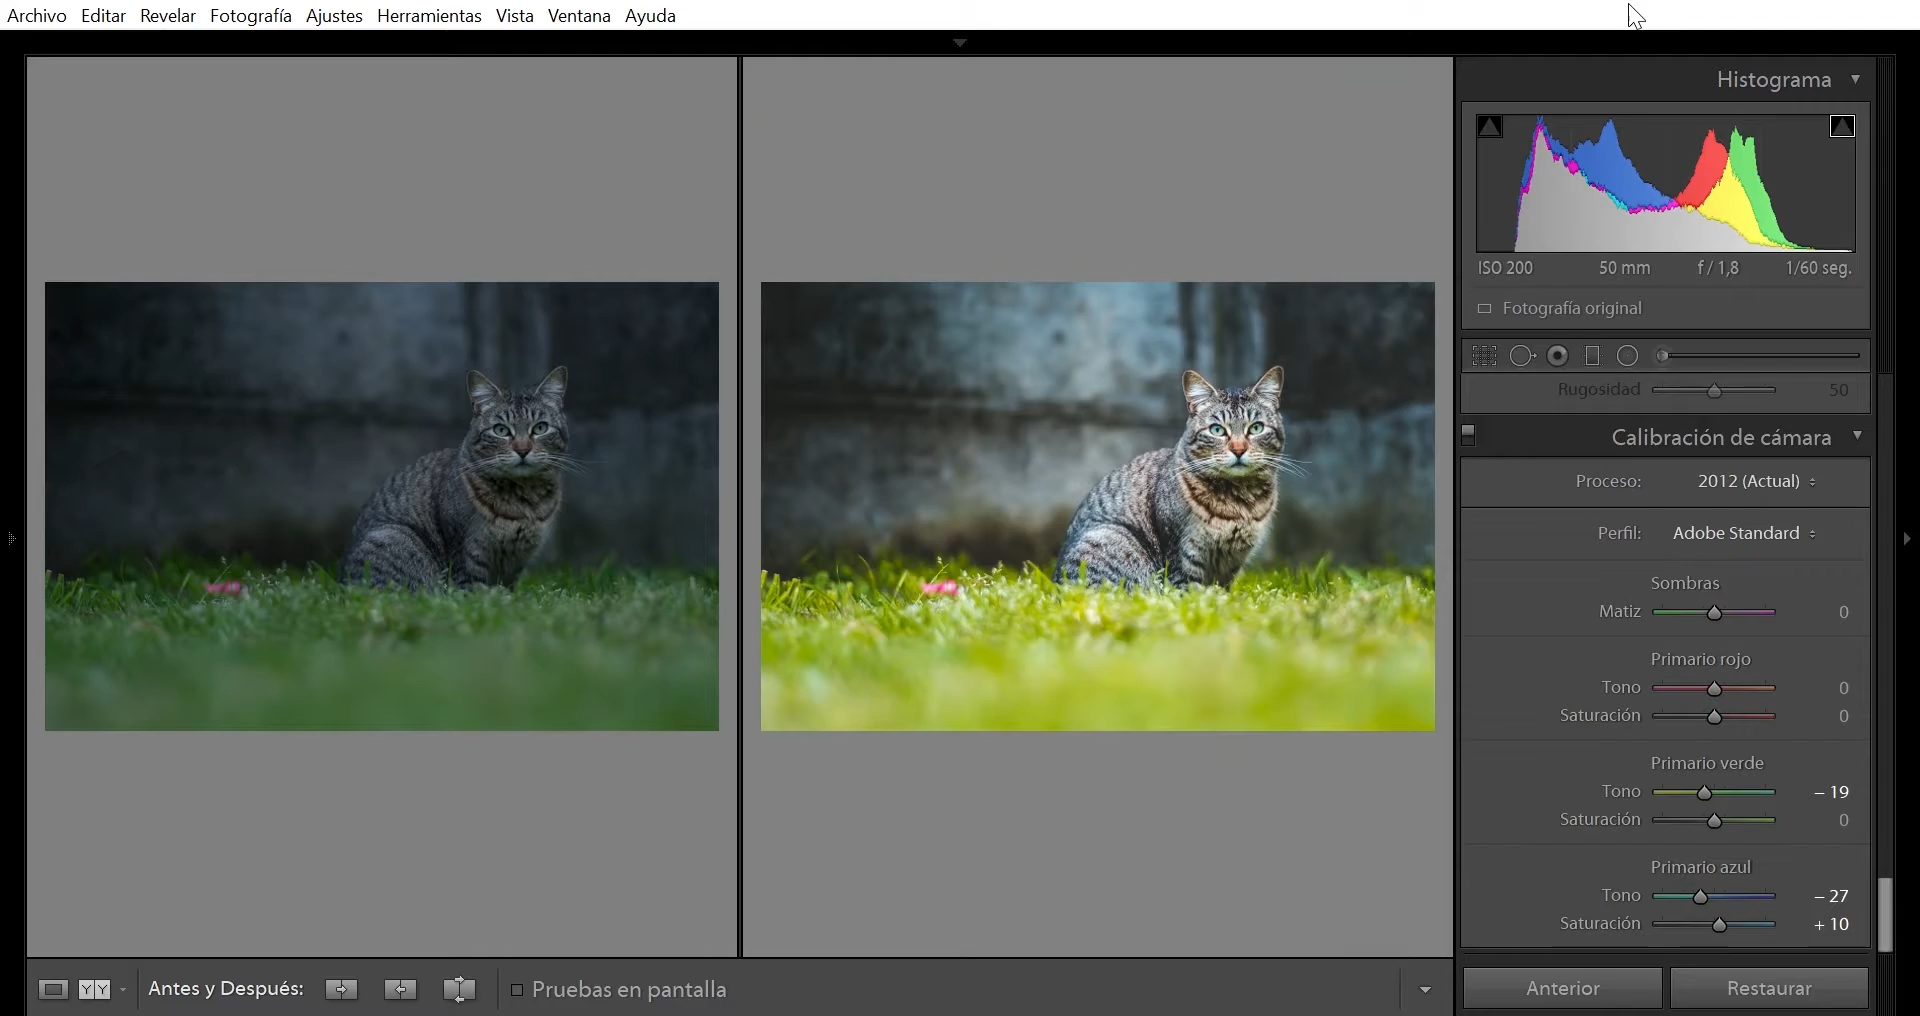 Archivo Editar Revelar Fotografía Ajustes Herramientas Vista Ventana Ayuda
Histograma
ISO 200 50 mm f / 1,8 1/60 seg.
Fotografía original
Rugosidad 50
Calibración de cámara
Proceso: 2012 (Actual)
Perfil: Adobe Standard
Sombras
Matiz 0
Primario rojo
Tono 0
Saturación 0
Primario verde
Tono – 19
Saturación 0
Primario azul
Tono – 27
Saturación + 10
Y Y Antes y Después: Pruebas en pantalla
Anterior Restaurar